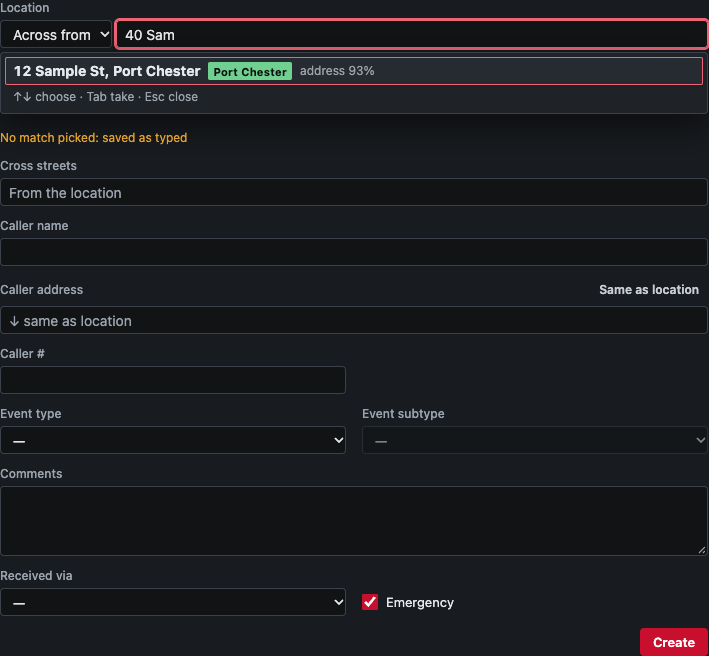 Location
Across from 40 Sam
12 Sample St, Port Chester Port Chester address 93%
↑↓ choose · Tab take · Esc close
No match picked: saved as typed
Cross streets
From the location
Caller name
Caller address Same as location
↓ same as location
Caller #
Event type Event subtype
— —
Comments
Received via
— Emergency
Create